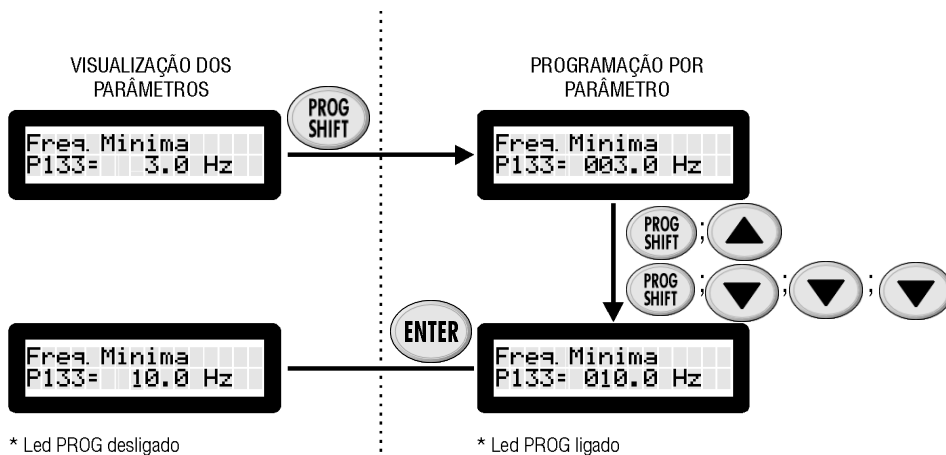 VISUALIZAÇÃO DOS
PARÂMETROS
PROG
SHIFT
PROGRAMAÇÃO POR
PARÂMETRO
Freq. Minima
P133= 3.0 Hz
Freq. Minima
P133= 003.0 Hz
PROG
SHIFT
;
PROG
SHIFT
; ; ;
ENTER
Freq. Minima
P133= 10.0 Hz
Freq. Minima
P133= 010.0 Hz
* Led PROG desligado
* Led PROG ligado